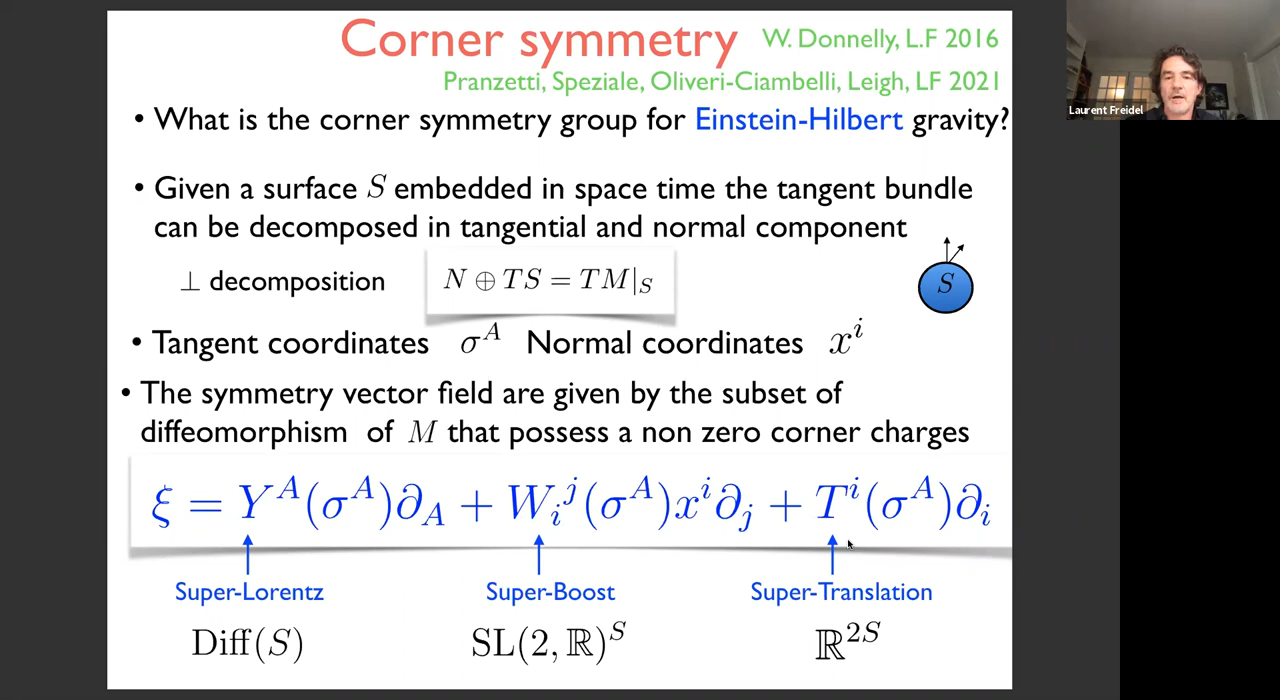 Corner symmetry W. Donnelly, L.F 2016
Pranzetti, Speziale, Oliveri-Ciambelli, Leigh, LF 2021
• What is the corner symmetry group for Einstein-Hilbert gravity?
• Given a surface S embedded in space time the tangent bundle
can be decomposed in tangential and normal component
⊥ decomposition N ⊕ TS = TM|_S
S
• Tangent coordinates σ^A Normal coordinates x^i
• The symmetry vector field are given by the subset of
diffeomorphism of M that possess a non zero corner charges
ξ = Y^A(σ^A)∂_A + W_i^j(σ^A)x^i∂_j + T^i(σ^A)∂_i
Super-Lorentz Super-Boost Super-Translation
Diff(S) SL(2, ℝ)^S ℝ^{2S}
Laurent Freidel